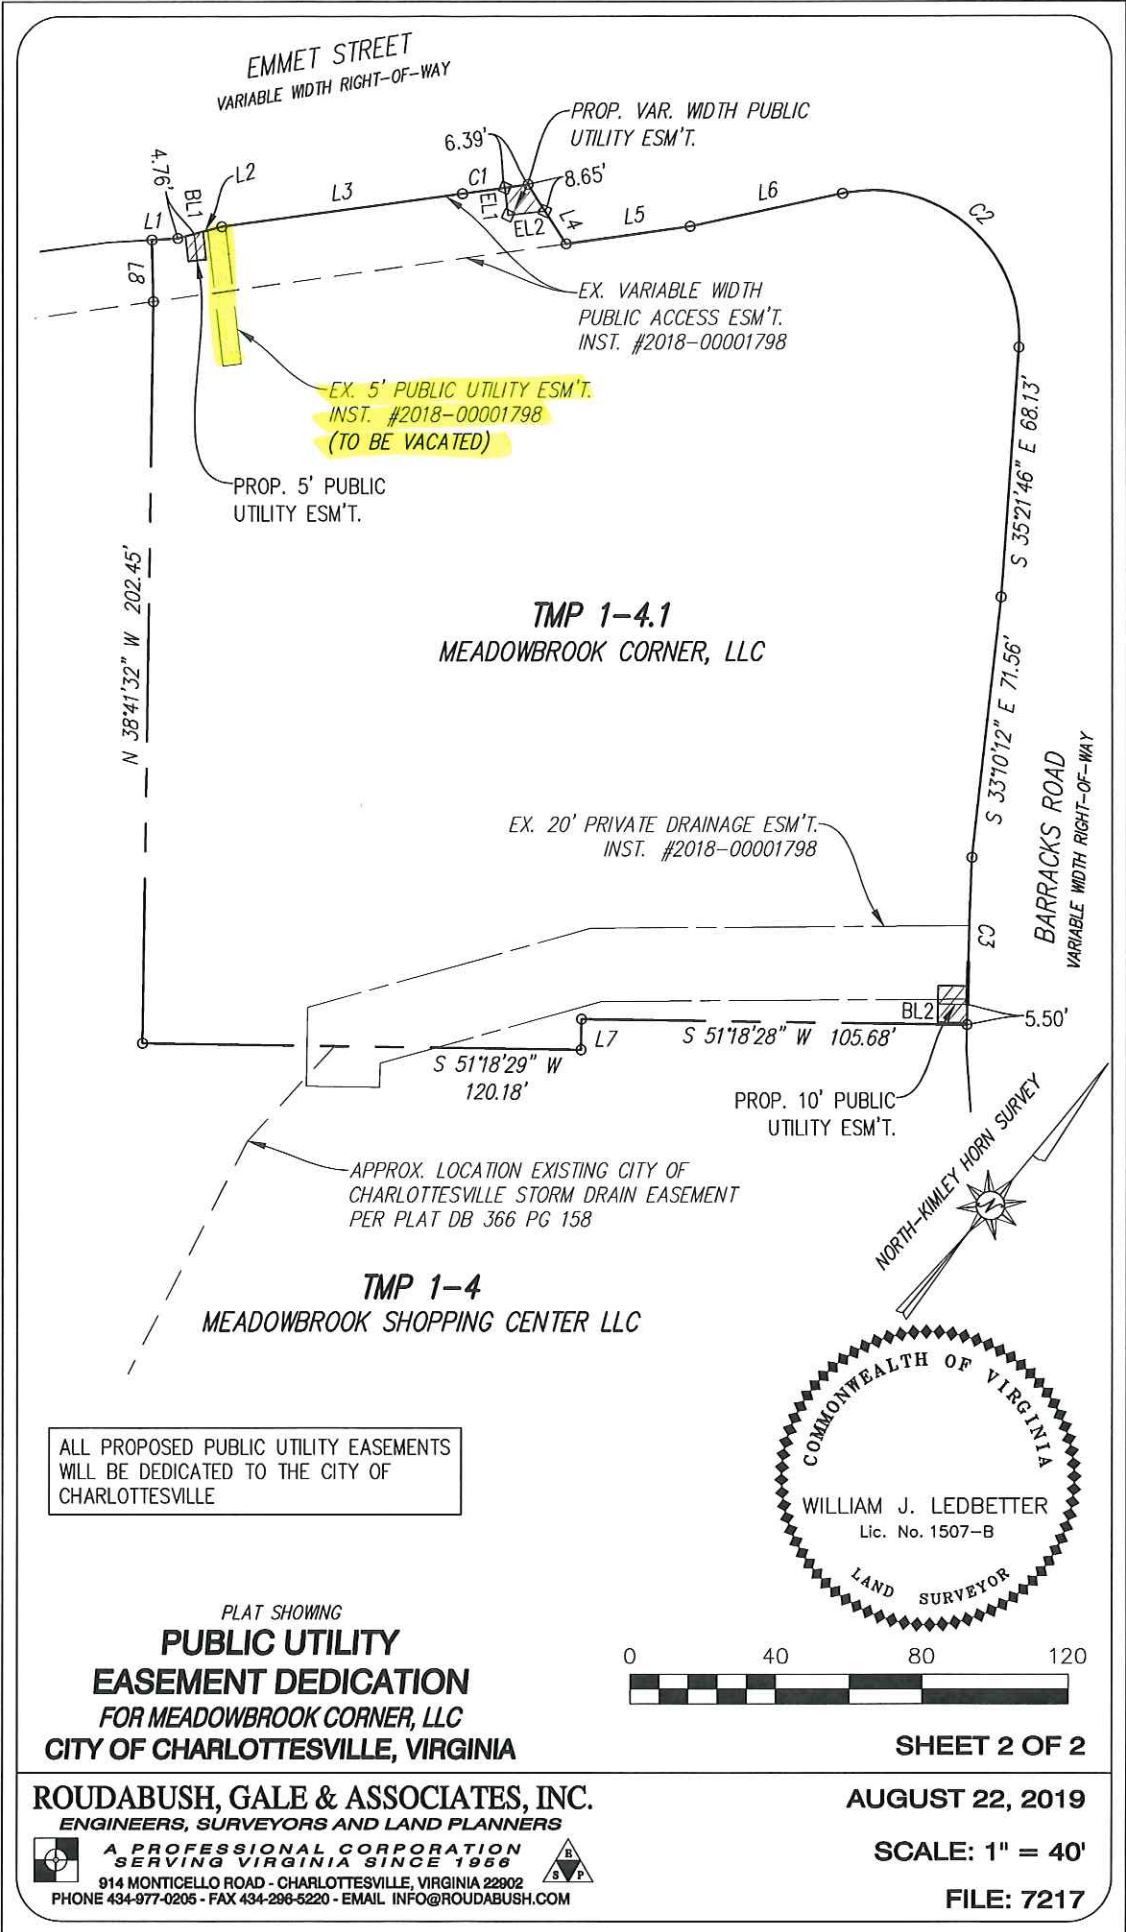 EMMET STREET
VARIABLE WIDTH RIGHT-OF-WAY
PROP. VAR. WIDTH PUBLIC
UTILITY ESM'T.
6.39'
4.76'
BL1
L2
L3
C1
EL1
EL2
8.65'
L4
L1
L5
L6
C2
L8
EX. VARIABLE WIDTH
PUBLIC ACCESS ESM'T.
INST. #2018-00001798
EX. 5' PUBLIC UTILITY ESM'T.
INST. #2018-00001798
(TO BE VACATED)
PROP. 5' PUBLIC
UTILITY ESM'T.
S 35°21'46" E 68.13'
N 38°41'32" W 202.45'
TMP 1-4.1
MEADOWBROOK CORNER, LLC
S 33°10'12" E 71.56'
BARRACKS ROAD
VARIABLE WIDTH RIGHT-OF-WAY
EX. 20' PRIVATE DRAINAGE ESM'T.
INST. #2018-00001798
C3
BL2
5.50'
L7
S 51°18'28" W 105.68'
S 51°18'29" W
120.18'
PROP. 10' PUBLIC
UTILITY ESM'T.
NORTH-KIMLEY HORN SURVEY
N
APPROX. LOCATION EXISTING CITY OF
CHARLOTTESVILLE STORM DRAIN EASEMENT
PER PLAT DB 366 PG 158
TMP 1-4
MEADOWBROOK SHOPPING CENTER LLC
COMMONWEALTH OF VIRGINIA
WILLIAM J. LEDBETTER
Lic. No. 1507-B
LAND SURVEYOR
ALL PROPOSED PUBLIC UTILITY EASEMENTS
WILL BE DEDICATED TO THE CITY OF
CHARLOTTESVILLE
PLAT SHOWING
PUBLIC UTILITY
EASEMENT DEDICATION
FOR MEADOWBROOK CORNER, LLC
CITY OF CHARLOTTESVILLE, VIRGINIA
0 40 80 120
SHEET 2 OF 2
ROUDABUSH, GALE & ASSOCIATES, INC.
ENGINEERS, SURVEYORS AND LAND PLANNERS
A PROFESSIONAL CORPORATION
SERVING VIRGINIA SINCE 1956
914 MONTICELLO ROAD - CHARLOTTESVILLE, VIRGINIA 22902
PHONE 434-977-0205 - FAX 434-296-5220 - EMAIL INFO@ROUDABUSH.COM
E
S P
AUGUST 22, 2019
SCALE: 1" = 40'
FILE: 7217